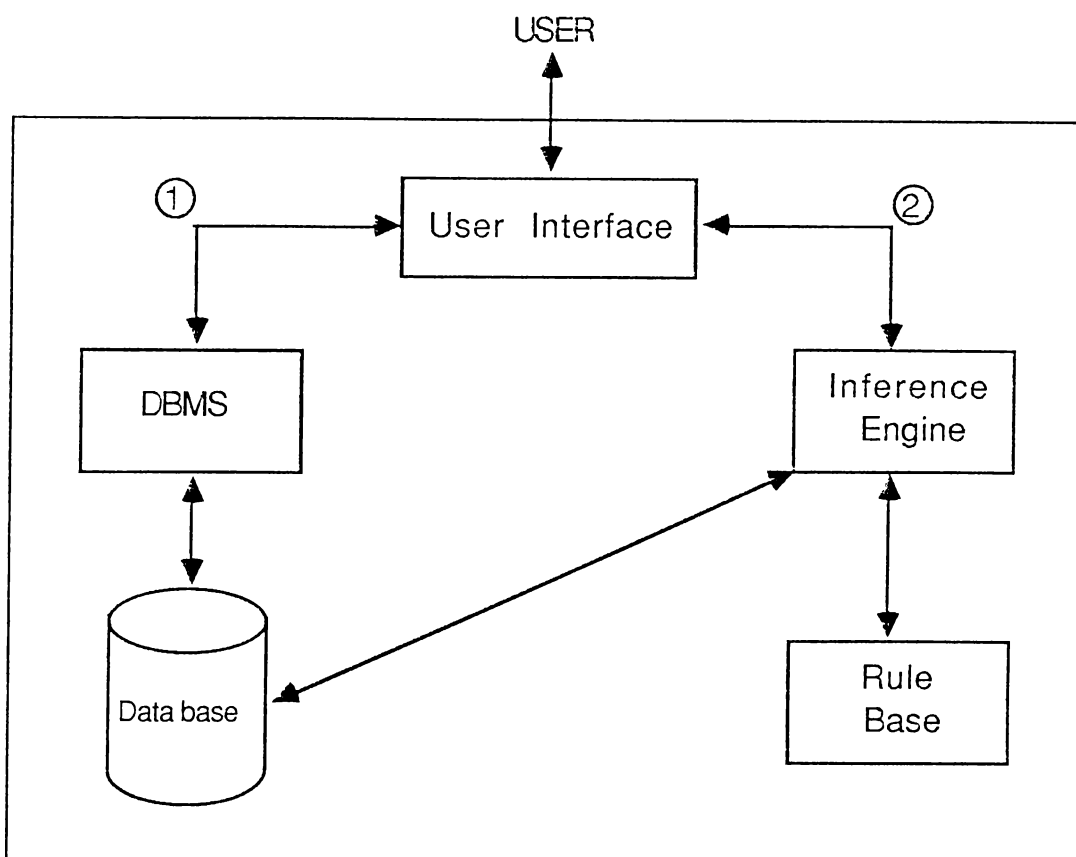 USER
①
②
User Interface
DBMS
Inference
Engine
Data base
Rule
Base